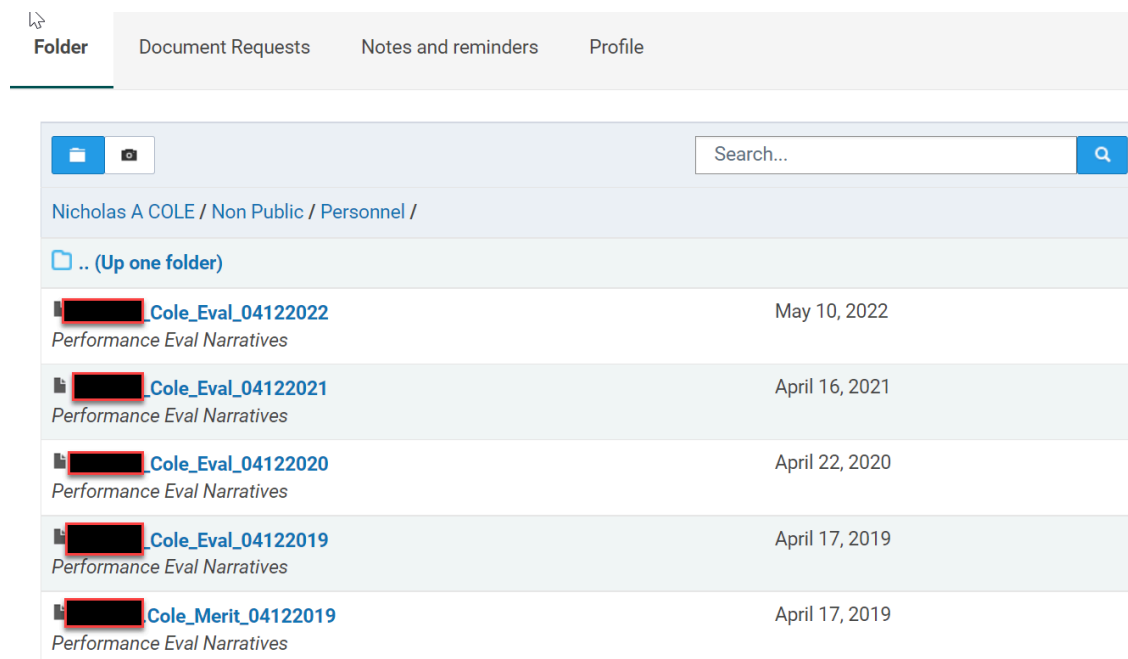 Folder Document Requests Notes and reminders Profile
Search...
Nicholas A COLE / Non Public / Personnel /
.. (Up one folder)
_Cole_Eval_04122022 May 10, 2022
Performance Eval Narratives
_Cole_Eval_04122021 April 16, 2021
Performance Eval Narratives
_Cole_Eval_04122020 April 22, 2020
Performance Eval Narratives
_Cole_Eval_04122019 April 17, 2019
Performance Eval Narratives
.Cole_Merit_04122019 April 17, 2019
Performance Eval Narratives